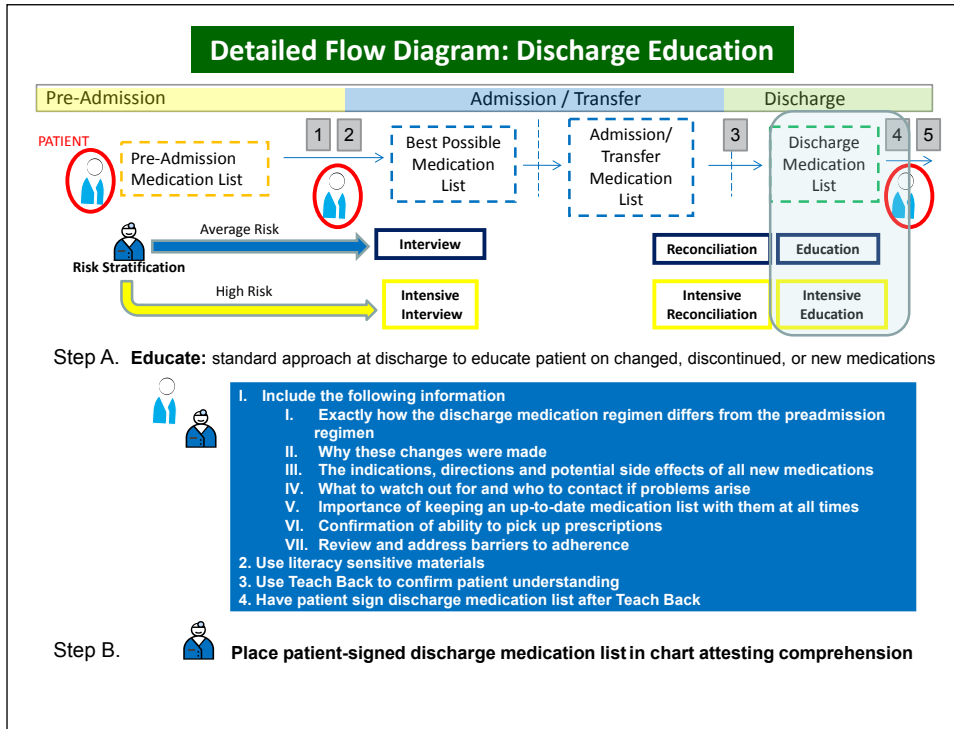 Detailed Flow Diagram: Discharge Education
Pre-Admission
Admission / Transfer
Discharge
PATIENT
Pre-Admission
Medication List
1
2
Best Possible
Medication
List
Admission/
Transfer
Medication
List
3
Discharge
Medication
List
4
5
Average Risk
Interview
Reconciliation
Education
Risk Stratification
High Risk
Intensive
Interview
Intensive
Reconciliation
Intensive
Education
Step A. Educate: standard approach at discharge to educate patient on changed, discontinued, or new medications
I. Include the following information
I. Exactly how the discharge medication regimen differs from the preadmission
regimen
II. Why these changes were made
III. The indications, directions and potential side effects of all new medications
IV. What to watch out for and who to contact if problems arise
V. Importance of keeping an up-to-date medication list with them at all times
VI. Confirmation of ability to pick up prescriptions
VII. Review and address barriers to adherence
2. Use literacy sensitive materials
3. Use Teach Back to confirm patient understanding
4. Have patient sign discharge medication list after Teach Back
Step B. Place patient-signed discharge medication list in chart attesting comprehension